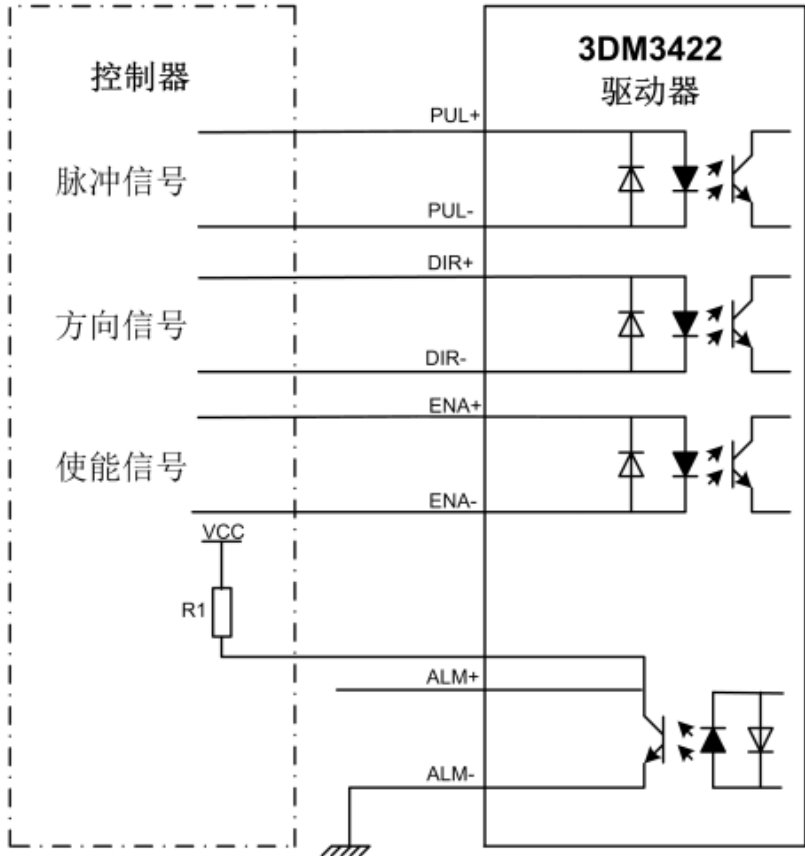 控制器
3DM3422
驱动器
PUL+
脉冲信号
PUL-
DIR+
方向信号
DIR-
ENA+
使能信号
ENA-
VCC
R1
ALM+
ALM-